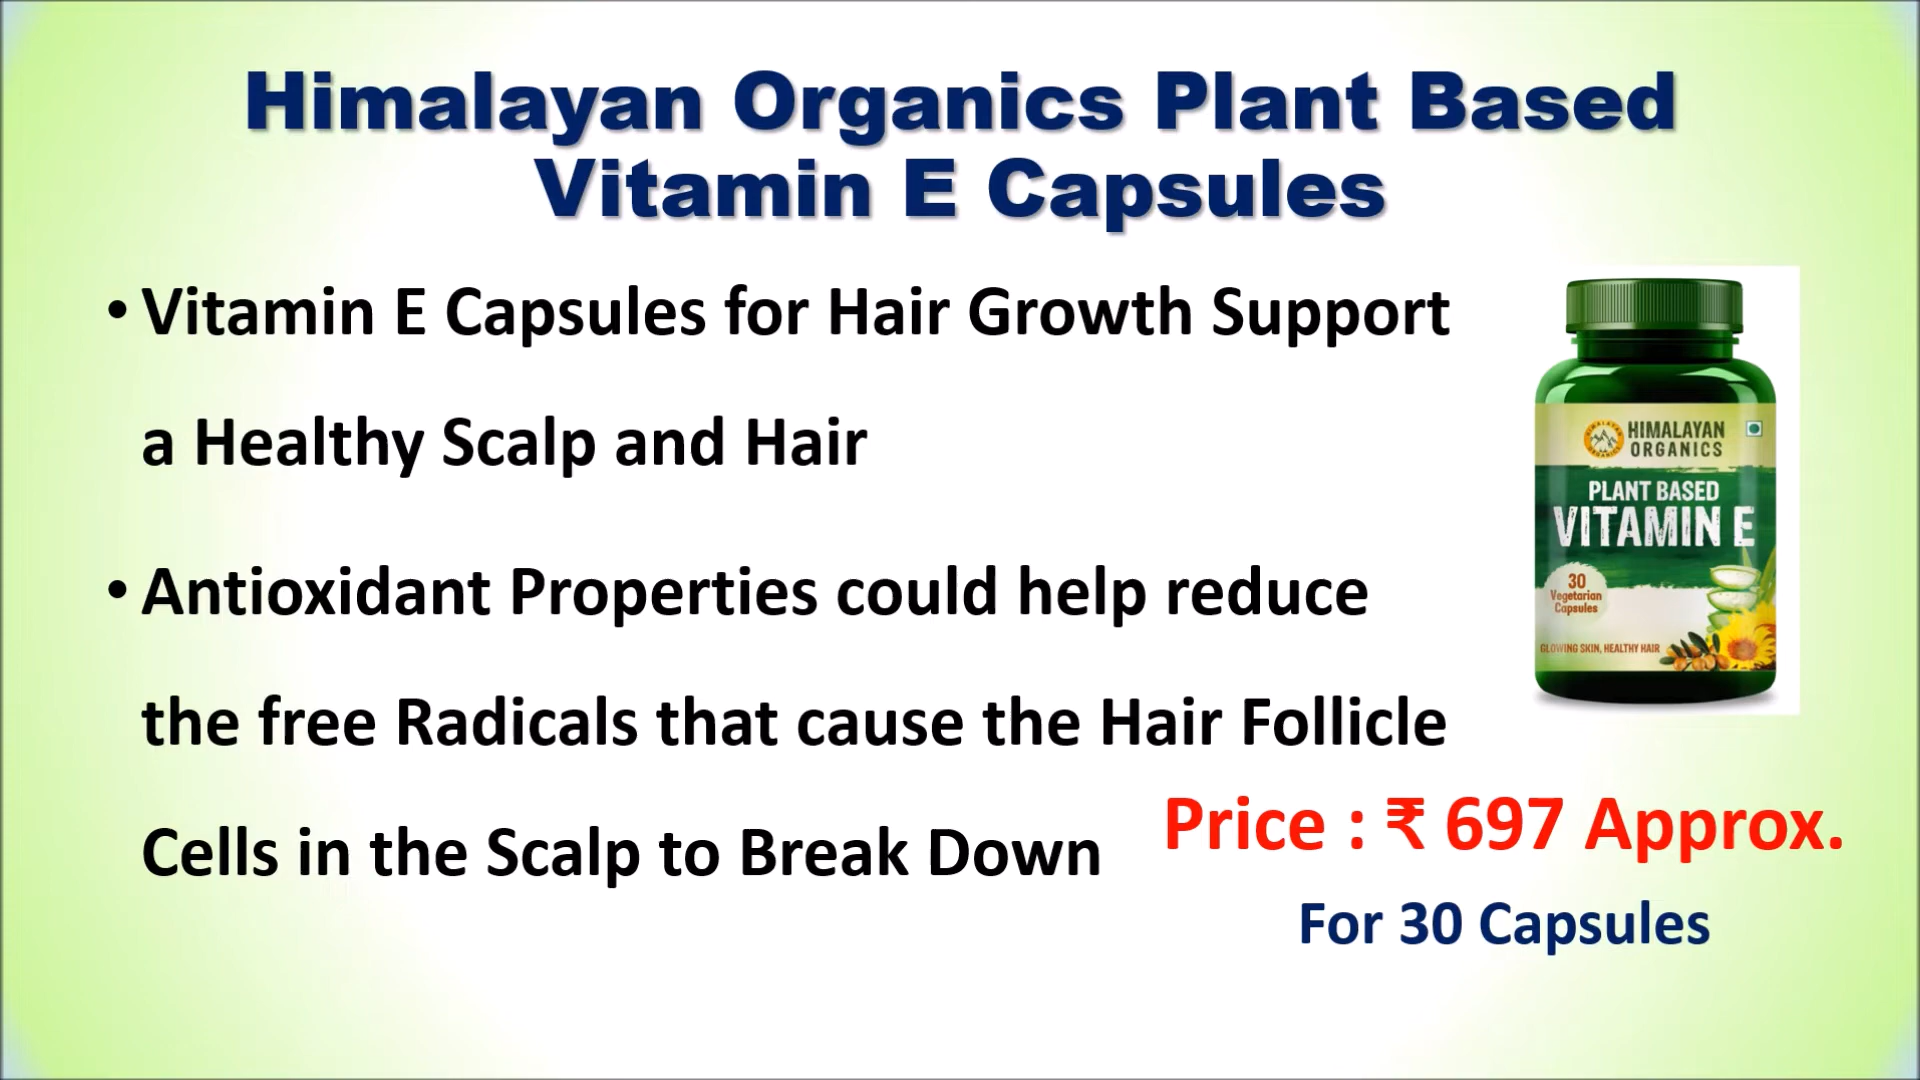 Himalayan Organics Plant Based
Vitamin E Capsules
• Vitamin E Capsules for Hair Growth Support
a Healthy Scalp and Hair
• Antioxidant Properties could help reduce
the free Radicals that cause the Hair Follicle
Cells in the Scalp to Break Down
HIMALAYAN
ORGANICS
PLANT BASED
VITAMIN E
30
Vegetarian
Capsules
GLOWING SKIN, HEALTHY HAIR
Price : ₹ 697 Approx.
For 30 Capsules